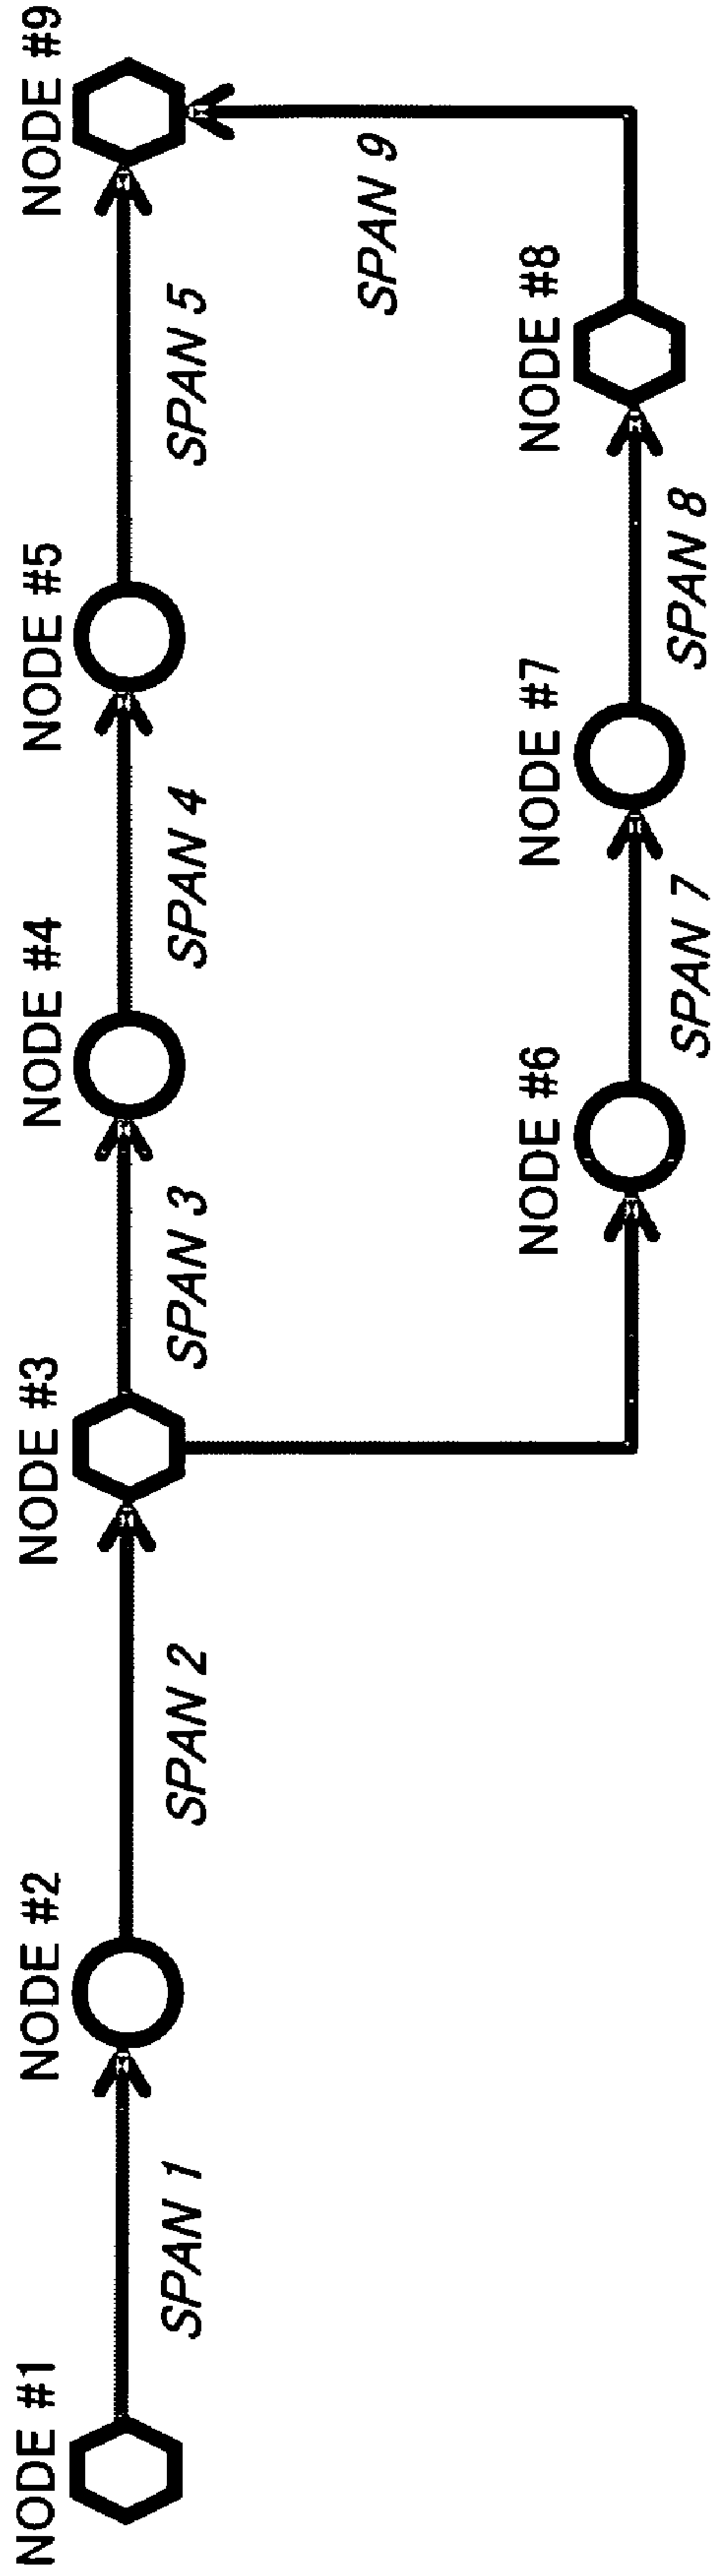 NODE #1
NODE #2
NODE #3
NODE #4
NODE #5
NODE #9
SPAN 1
SPAN 2
SPAN 3
SPAN 4
SPAN 5
SPAN 9
NODE #6
NODE #7
NODE #8
SPAN 7
SPAN 8